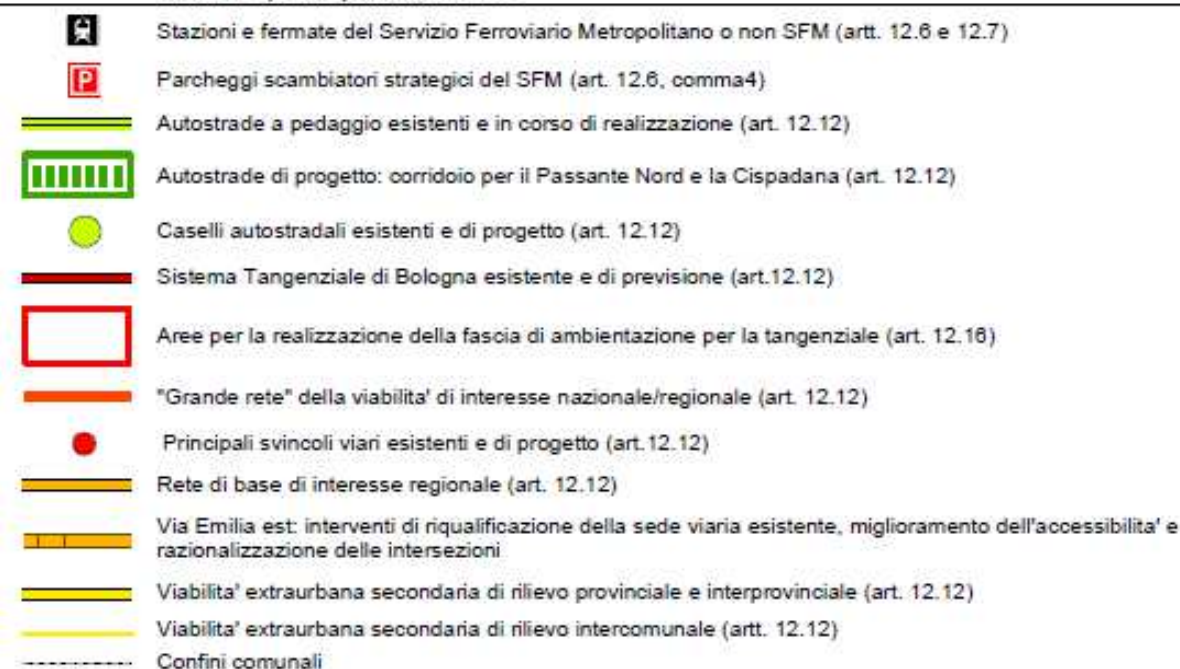 Stazioni e fermate del Servizio Ferroviario Metropolitano o non SFM (artt. 12.6 e 12.7)
P Parcheggi scambiatori strategici del SFM (art. 12.6, comma4)
Autostrade a pedaggio esistenti e in corso di realizzazione (art. 12.12)
Autostrade di progetto: corridoio per il Passante Nord e la Cispadana (art. 12.12)
Caselli autostradali esistenti e di progetto (art. 12.12)
Sistema Tangenziale di Bologna esistente e di previsione (art.12.12)
Aree per la realizzazione della fascia di ambientazione per la tangenziale (art. 12.16)
"Grande rete" della viabilita' di interesse nazionale/regionale (art. 12.12)
Principali svincoli viari esistenti e di progetto (art.12.12)
Rete di base di interesse regionale (art. 12.12)
Via Emilia est: interventi di riqualificazione della sede viaria esistente, miglioramento dell'accessibilita' e
razionalizzazione delle intersezioni
Viabilita' extraurbana secondaria di rilievo provinciale e interprovinciale (art. 12.12)
Viabilita' extraurbana secondaria di rilievo intercomunale (artt. 12.12)
Confini comunali